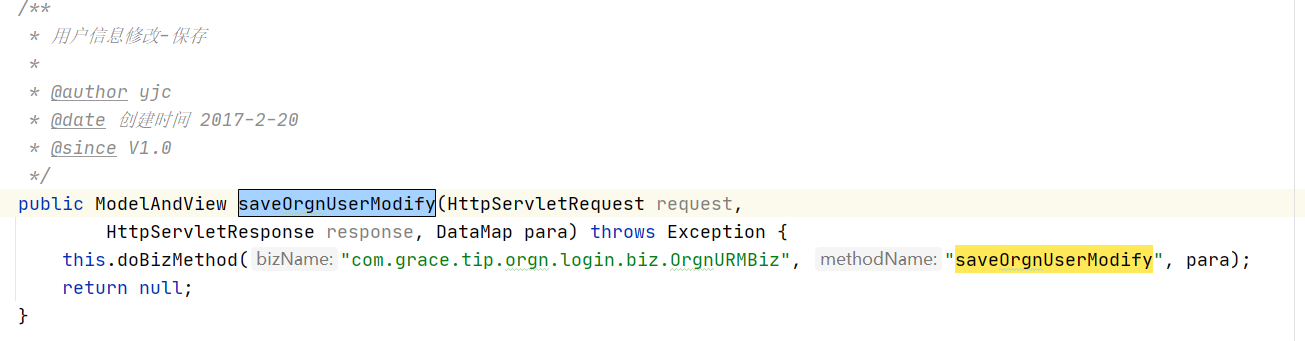 /**
 * 用户信息修改-保存
 *
 * @author yjc
 * @date 创建时间 2017-2-20
 * @since V1.0
 */
public ModelAndView saveOrgnUserModify(HttpServletRequest request,
        HttpServletResponse response, DataMap para) throws Exception {
    this.doBizMethod( bizName: "com.grace.tip.orgn.login.biz.OrgnURMBiz", methodName: "saveOrgnUserModify", para);
    return null;
}